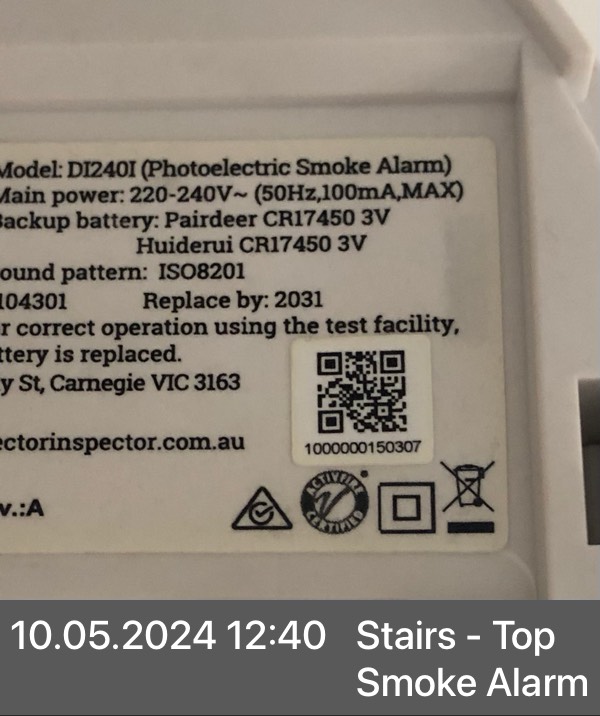 Model: DI240I (Photoelectric Smoke Alarm)
Main power: 220-240V~ (50Hz,100mA,MAX)
Backup battery: Pairdeer CR17450 3V
Huiderui CR17450 3V
ound pattern: ISO8201
104301 Replace by: 2031
r correct operation using the test facility,
ttery is replaced.
y St, Carnegie VIC 3163
ectorinspector.com.au
1000000150307
v.:A
10.05.2024 12:40 Stairs - Top
Smoke Alarm